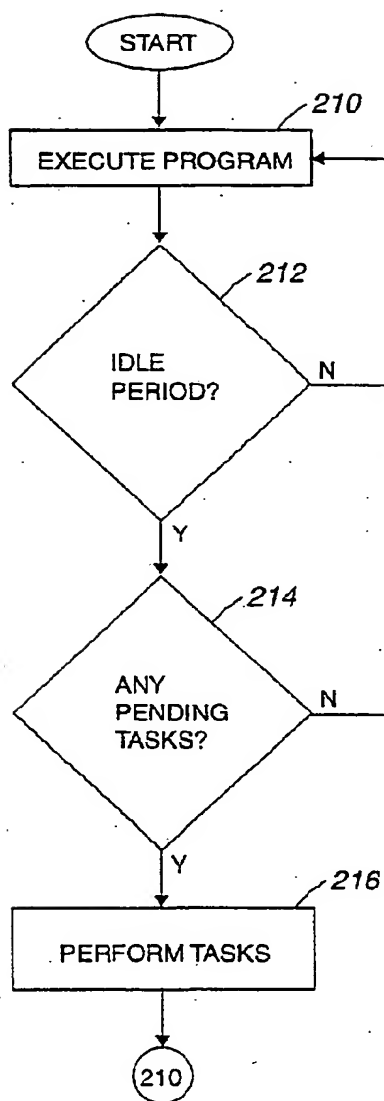 START
210
EXECUTE PROGRAM
212
IDLE
PERIOD?
N
Y
214
ANY
PENDING
TASKS?
N
Y
216
PERFORM TASKS
210